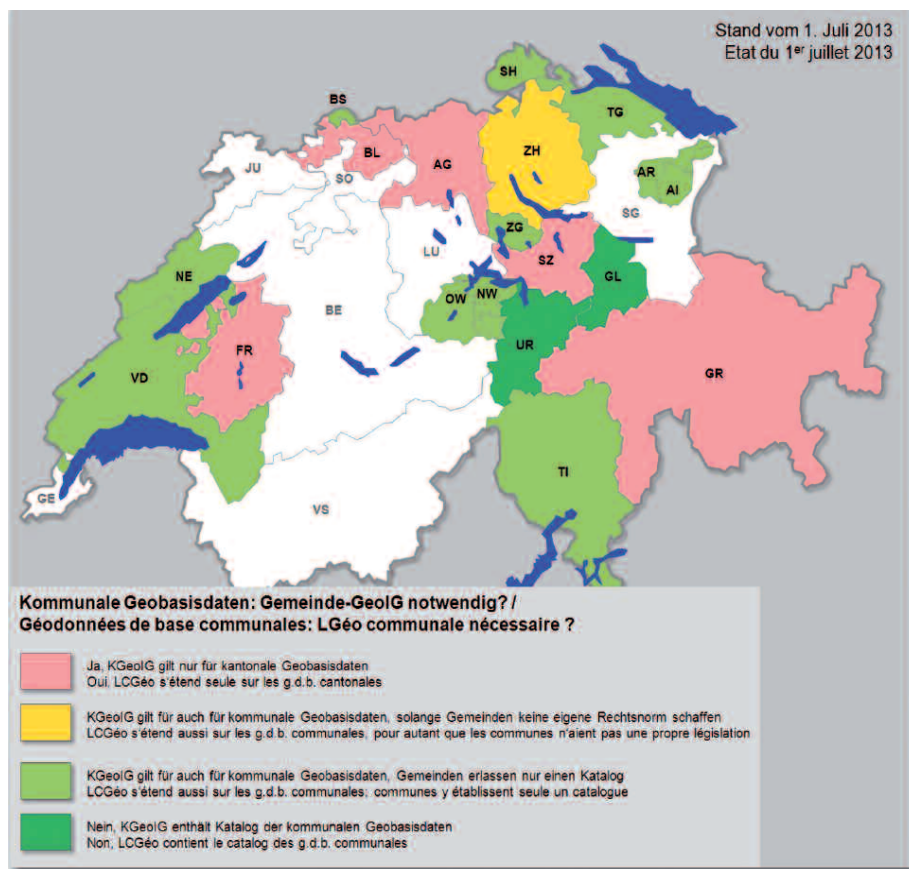 Stand vom 1. Juli 2013
Etat du 1er juillet 2013
SH
BS
TG
BL
ZH
JU
AG
SO
AR
AI
SG
ZG
LU
SZ
NE
GL
OW
NW
BE
UR
FR
GR
VD
TI
GE
VS
Kommunale Geobasisdaten: Gemeinde-GeoIG notwendig? /
Géodonnées de base communales: LGéo communale nécessaire ?
Ja, KGeoIG gilt nur für kantonale Geobasisdaten
Oui, LCGéo s'étend seule sur les g.d.b. cantonales
KGeoIG gilt für auch für kommunale Geobasisdaten, solange Gemeinden keine eigene Rechtsnorm schaffen
LCGéo s'étend aussi sur les g.d.b. communales, pour autant que les communes n'aient pas une propre législation
KGeoIG gilt für auch für kommunale Geobasisdaten, Gemeinden erlassen nur einen Katalog
LCGéo s'étend aussi sur les g.d.b. communales; communes y établissent seule un catalogue
Nein, KGeoIG enthält Katalog der kommunalen Geobasisdaten
Non, LCGéo contient le catalog des g.d.b. communales